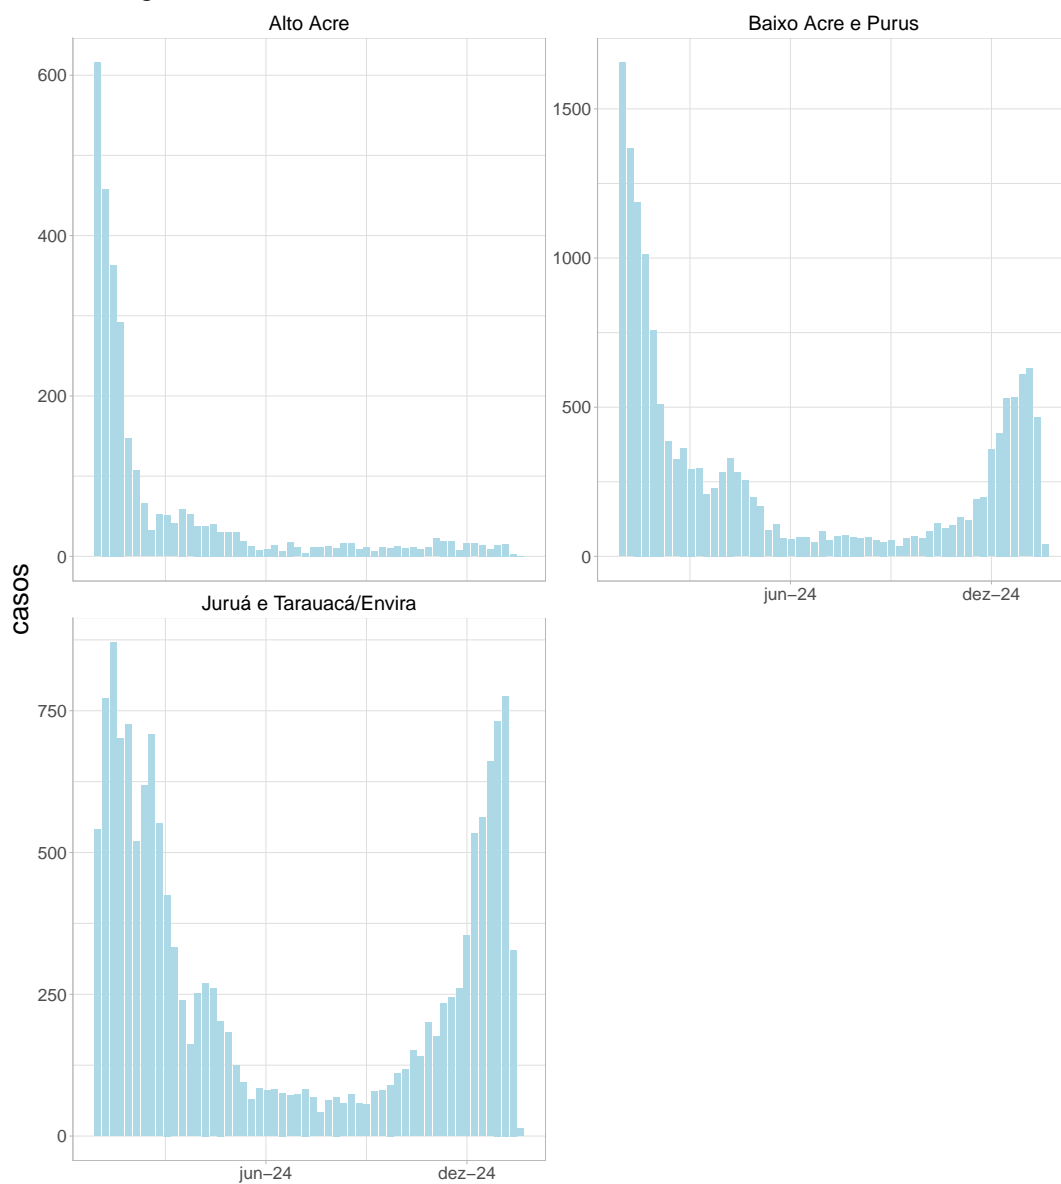 Alto Acre
Baixo Acre e Purus
600
400
200
0
1500
1000
500
0
jun−24
dez−24
casos
Juruá e Tarauacá/Envira
750
500
250
0
jun−24
dez−24